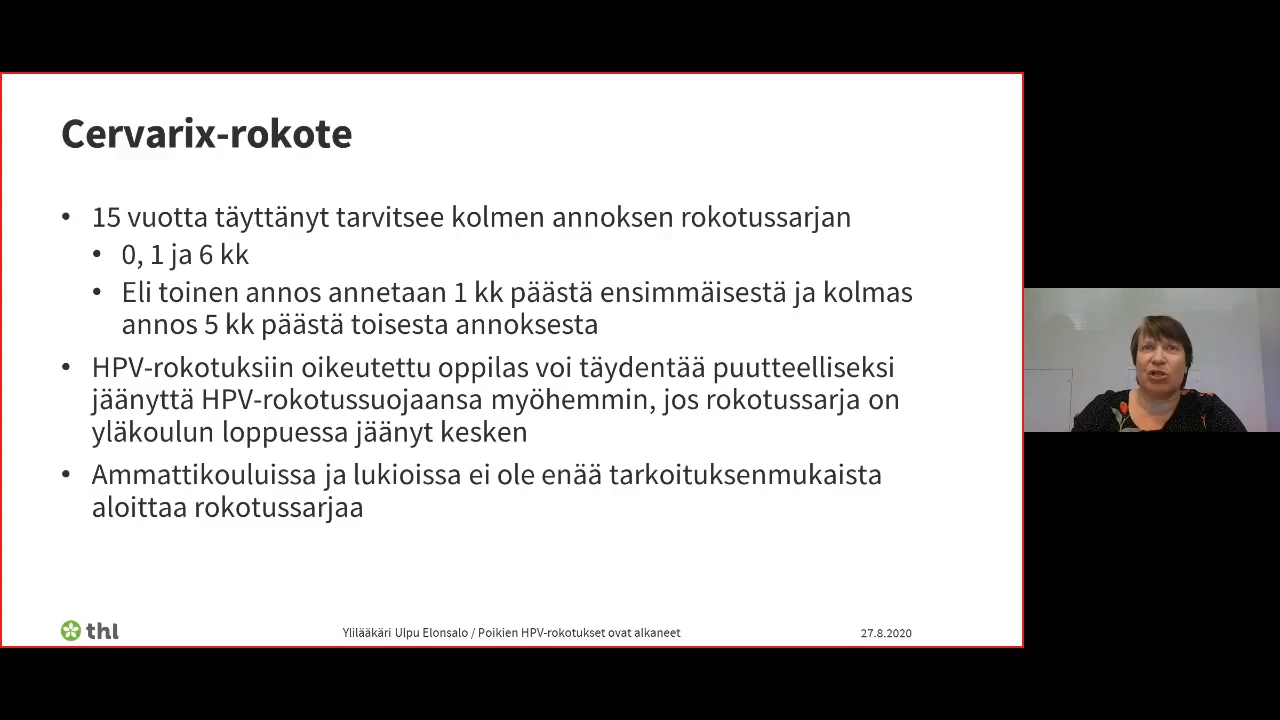 Cervarix-rokote
• 15 vuotta täyttänyt tarvitsee kolmen annoksen rokotussarjan
• 0, 1 ja 6 kk
• Eli toinen annos annetaan 1 kk päästä ensimmäisestä ja kolmas
annos 5 kk päästä toisesta annoksesta
• HPV-rokotuksiin oikeutettu oppilas voi täydentää puutteelliseksi
jäänyttä HPV-rokotussuojaansa myöhemmin, jos rokotussarja on
yläkoulun loppuessa jäänyt kesken
• Ammattikouluissa ja lukioissa ei ole enää tarkoituksenmukaista
aloittaa rokotussarjaa
thl
Ylilääkäri Ulpu Elonsalo / Poikien HPV-rokotukset ovat alkaneet
27.8.2020